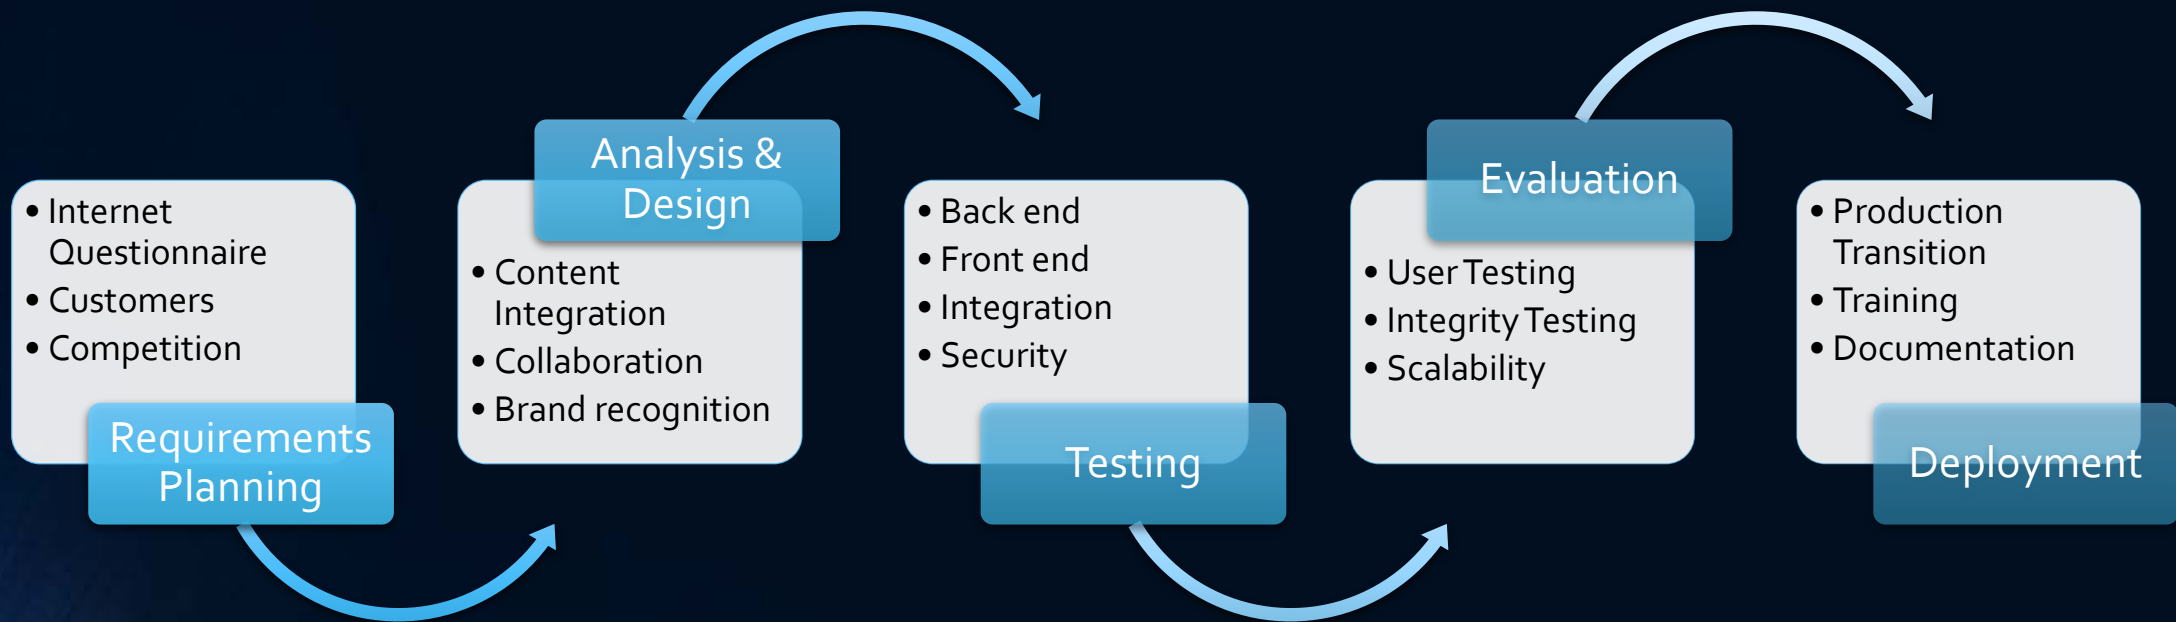 • Internet
Questionnaire
• Customers
• Competition
Requirements
Planning
Analysis &
Design
• Content
Integration
• Collaboration
• Brand recognition
• Back end
• Front end
• Integration
• Security
Testing
Evaluation
• User Testing
• Integrity Testing
• Scalability
• Production
Transition
• Training
• Documentation
Deployment